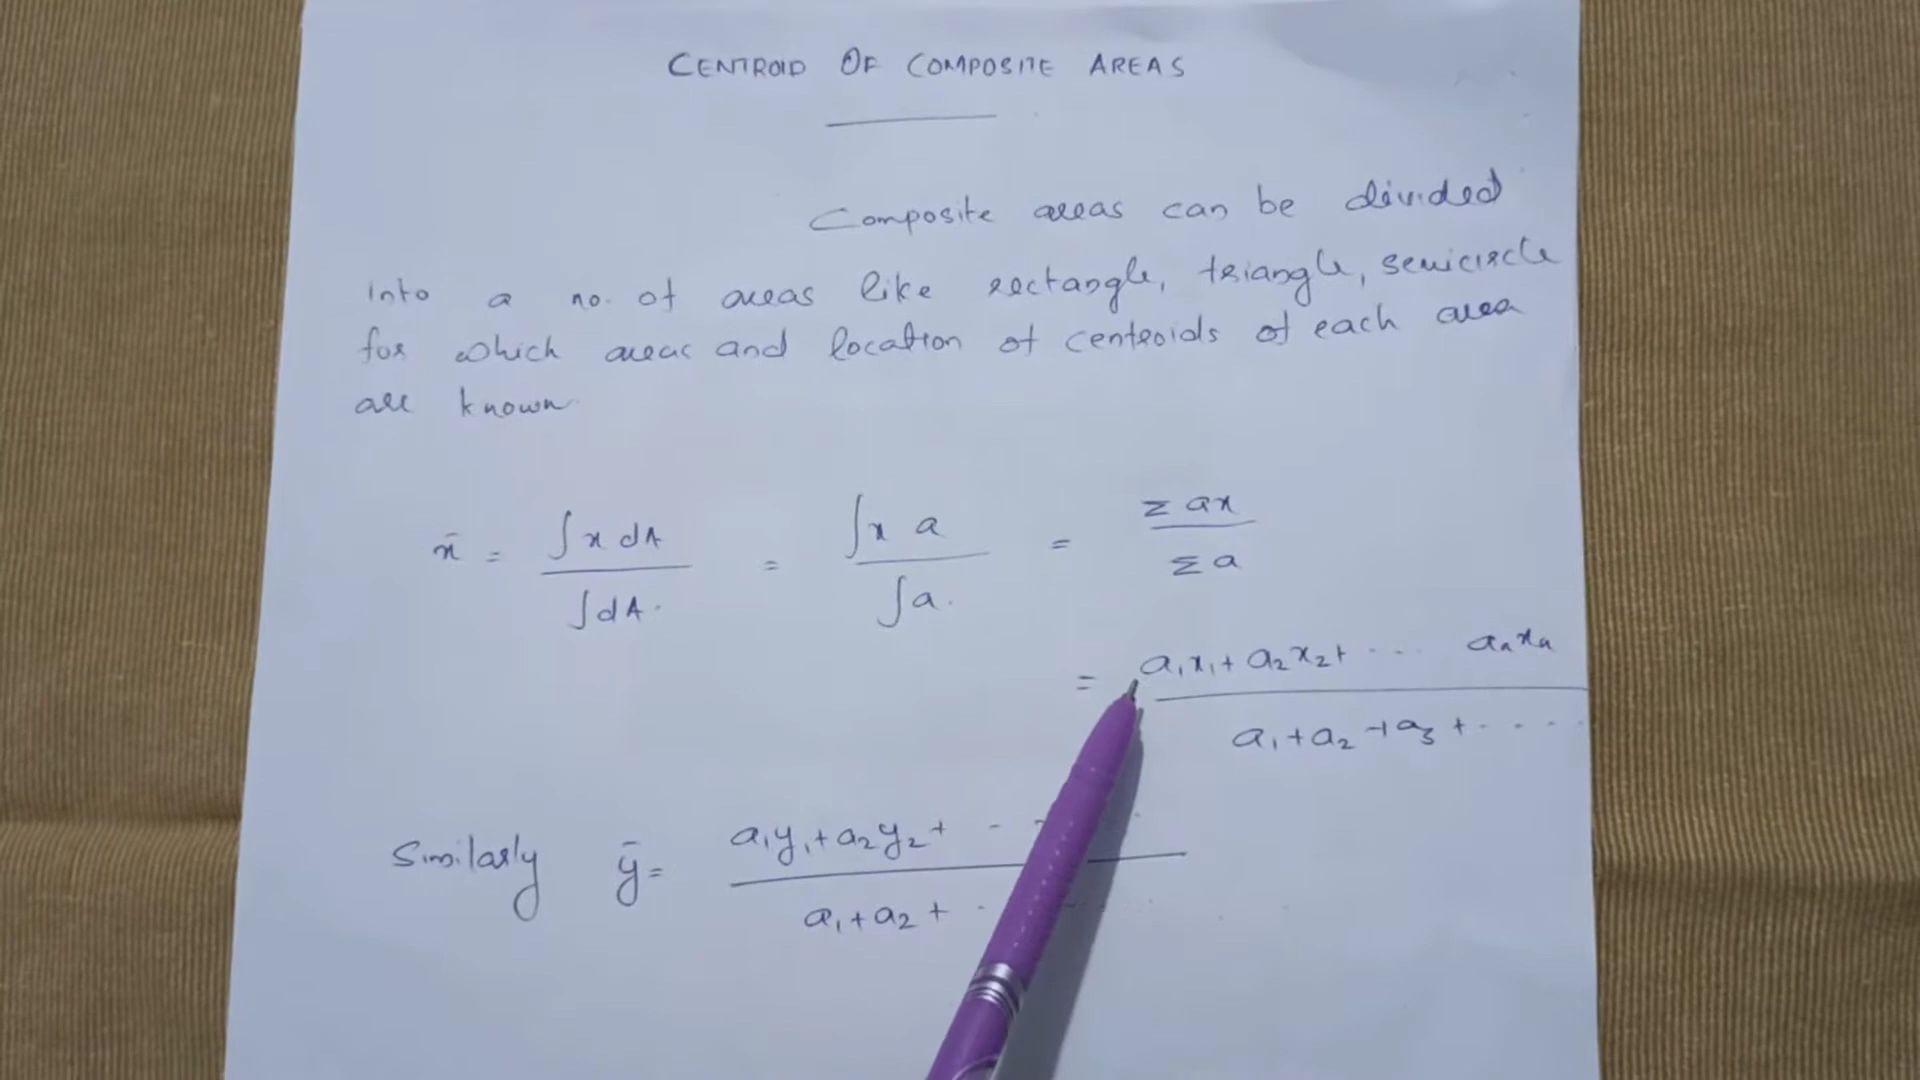 CENTROID OF COMPOSITE AREAS
Composite areas can be divided
into a no. of areas like rectangle, triangle, semicircle
for which areas and location of centroids of each area
are known
x̄ = ∫x dA / ∫dA. = ∫x a / ∫a. = Σ ax / Σ a
= a₁x₁ + a₂x₂ + ... aₙxₙ / a₁ + a₂ + a₃ + ....
Similarly ȳ = a₁y₁ + a₂y₂ + - - / a₁ + a₂ + -